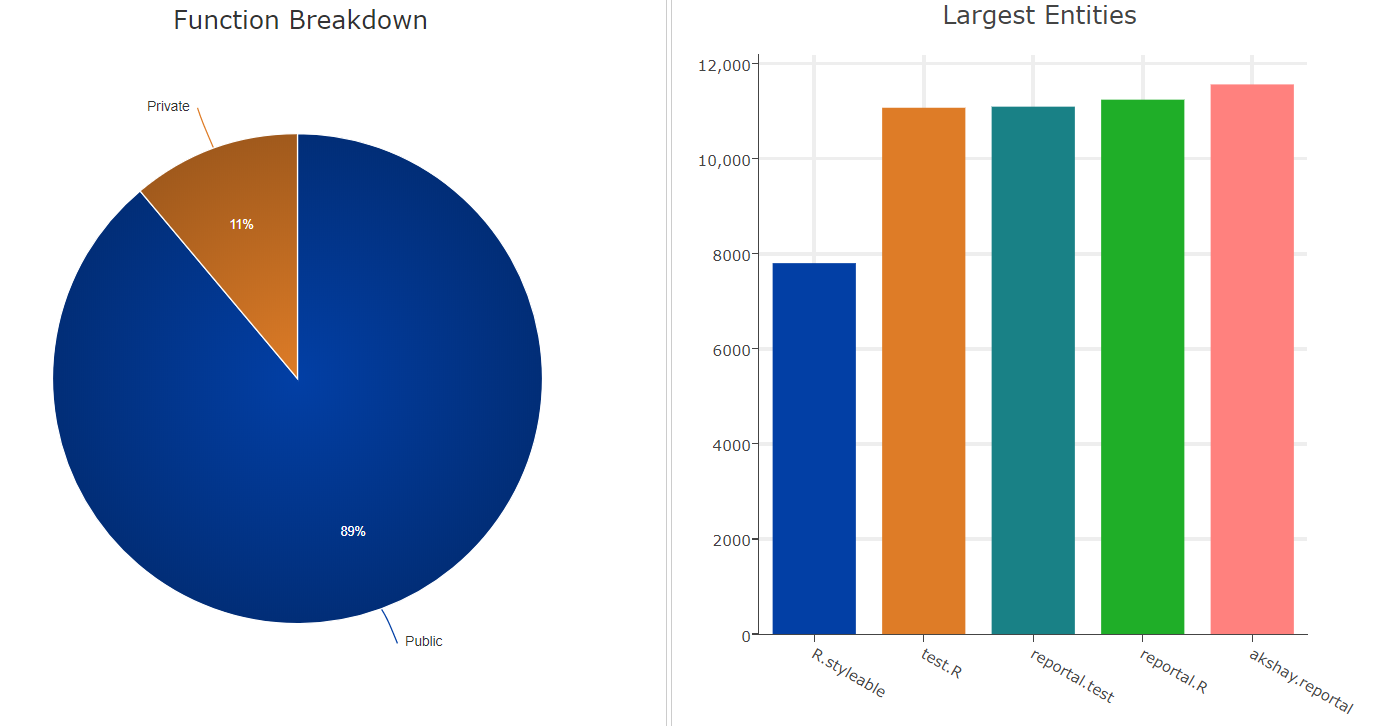 Function Breakdown
Private
11%
89%
Public
Largest Entities
12,000
10,000
8000
6000
4000
2000
0
R.styleable
test.R
reportal.test
reportal.R
akshay.reportal